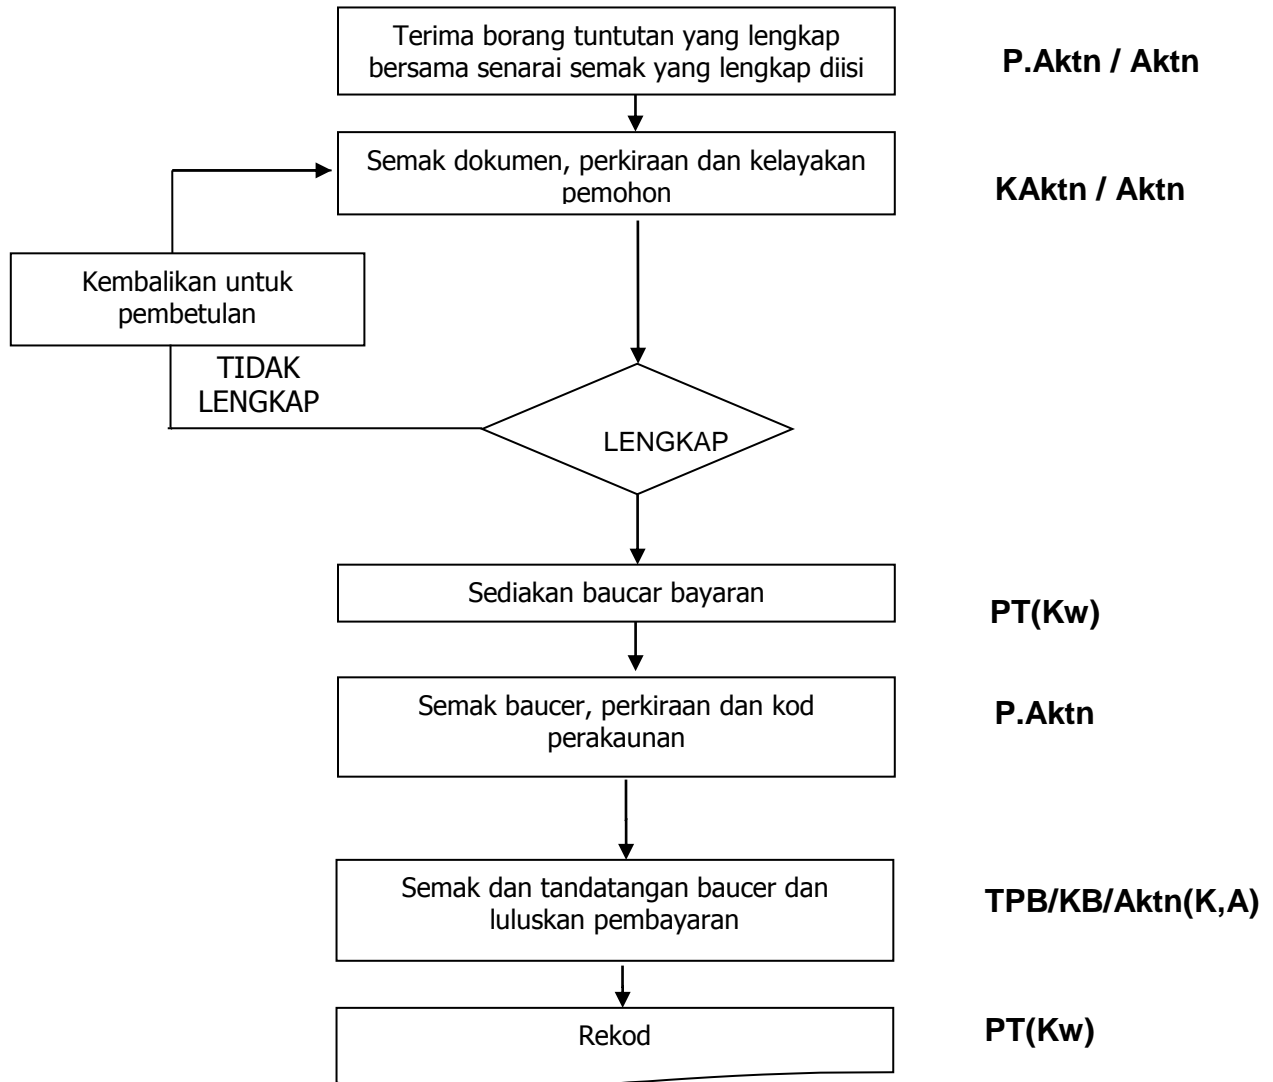 Terima borang tuntutan yang lengkap
bersama senarai semak yang lengkap diisi
P.Aktn / Aktn
Semak dokumen, perkiraan dan kelayakan
pemohon
KAktn / Aktn
Kembalikan untuk
pembetulan
TIDAK
LENGKAP
LENGKAP
Sediakan baucar bayaran
PT(Kw)
Semak baucer, perkiraan dan kod
perakaunan
P.Aktn
Semak dan tandatangan baucer dan
luluskan pembayaran
TPB/KB/Aktn(K,A)
Rekod
PT(Kw)